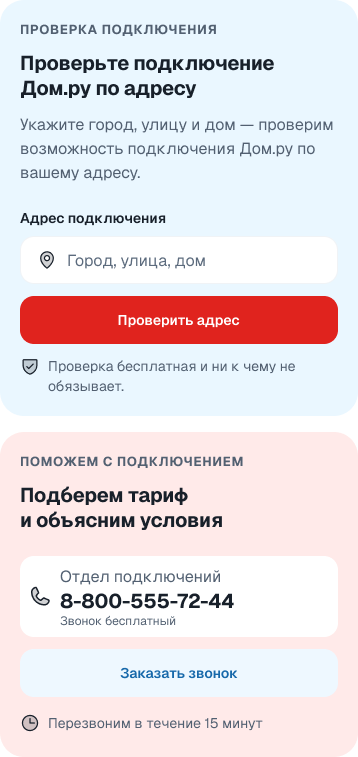 ПРОВЕРКА ПОДКЛЮЧЕНИЯ
Проверьте подключение
Дом.ру по адресу
Укажите город, улицу и дом — проверим
возможность подключения Дом.ру по
вашему адресу.
Адрес подключения
Город, улица, дом
Проверить адрес
Проверка бесплатная и ни к чему не
обязывает.
ПОМОЖЕМ С ПОДКЛЮЧЕНИЕМ
Подберем тариф
и объясним условия
Отдел подключений
8-800-555-72-44
Звонок бесплатный
Заказать звонок
Перезвоним в течение 15 минут